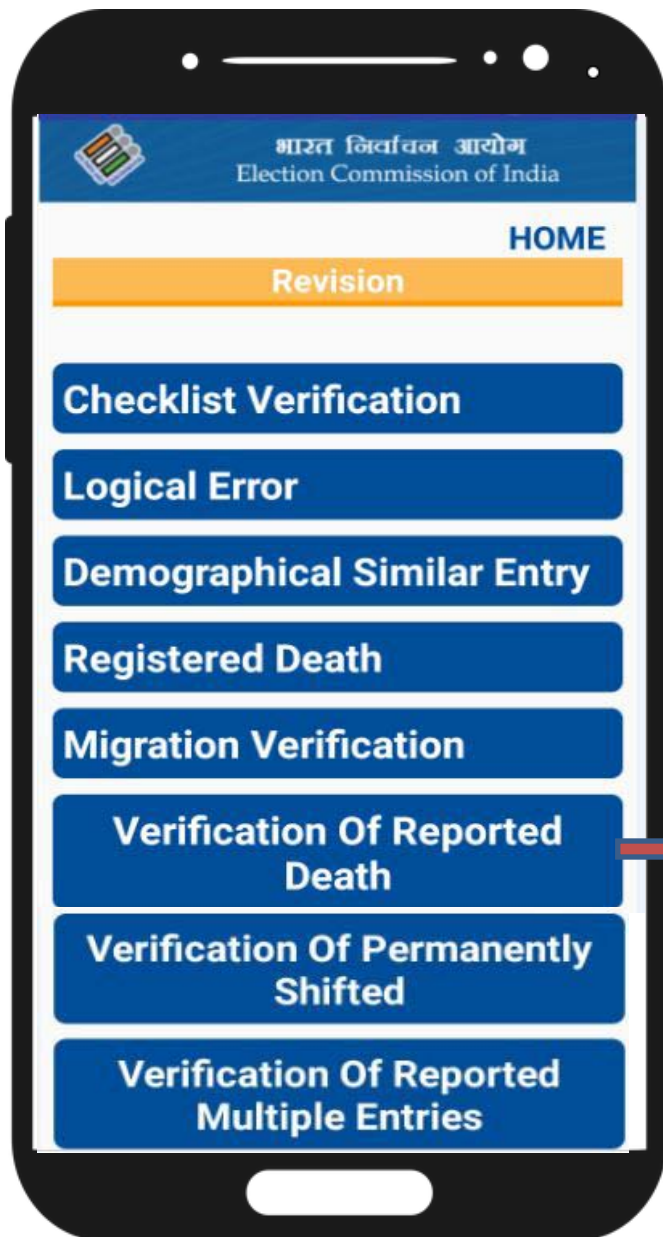 भारत निर्वाचन आयोग
Election Commission of India
HOME
Revision
Checklist Verification
Logical Error
Demographical Similar Entry
Registered Death
Migration Verification
Verification Of Reported
Death
Verification Of Permanently
Shifted
Verification Of Reported
Multiple Entries